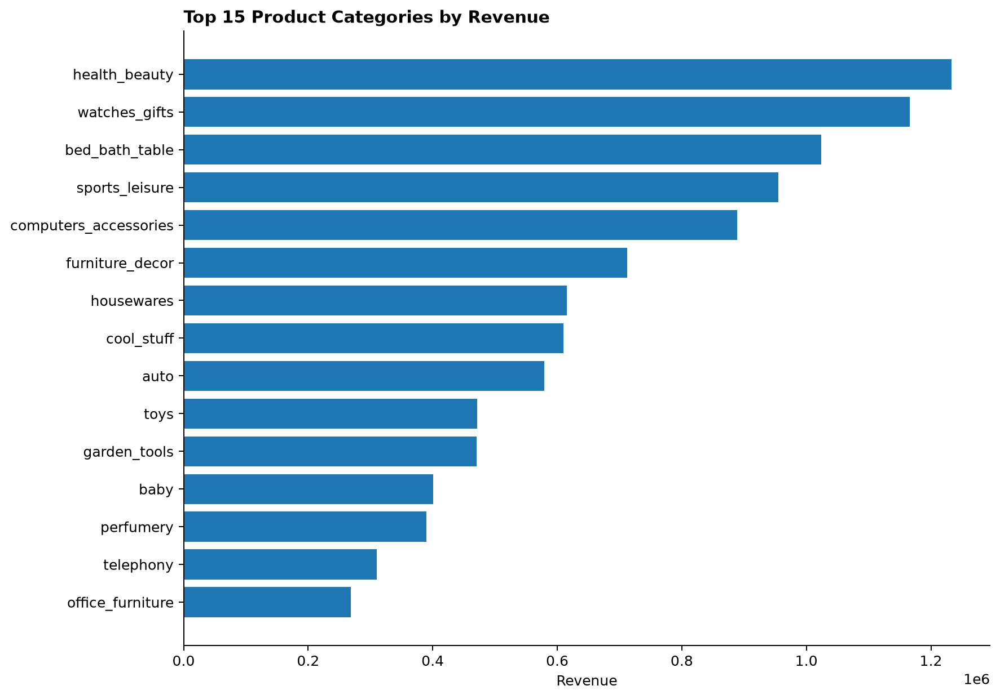 Top 15 Product Categories by Revenue
health_beauty
watches_gifts
bed_bath_table
sports_leisure
computers_accessories
furniture_decor
housewares
cool_stuff
auto
toys
garden_tools
baby
perfumery
telephony
office_furniture
0.0 0.2 0.4 0.6 0.8 1.0 1.2
Revenue
1e6